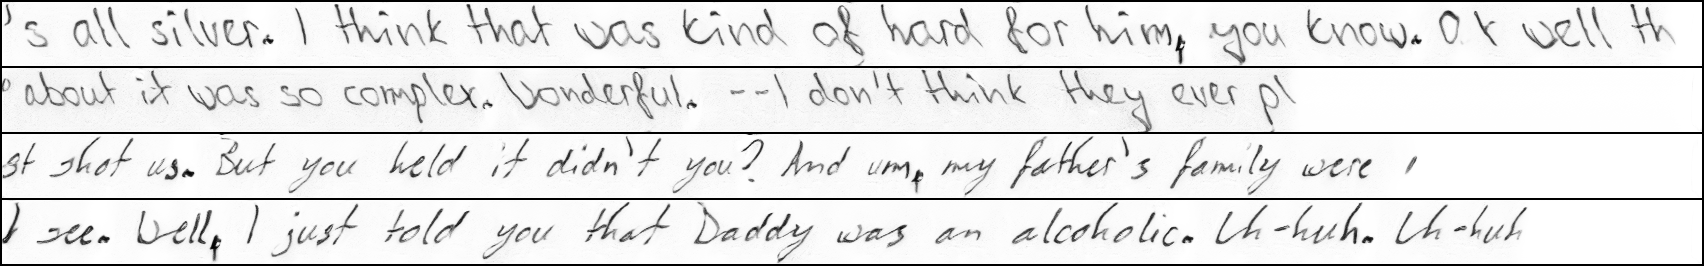 's all silver. I think that was kind of hard for him, you know. Or well th
about it was so complex. Wonderful. --I don't think they ever pl
st shot us. But you held it didn't you? And um, my father's family were
I see. Well, I just told you that Daddy was an alcoholic. Uh-huh. Uh-huh